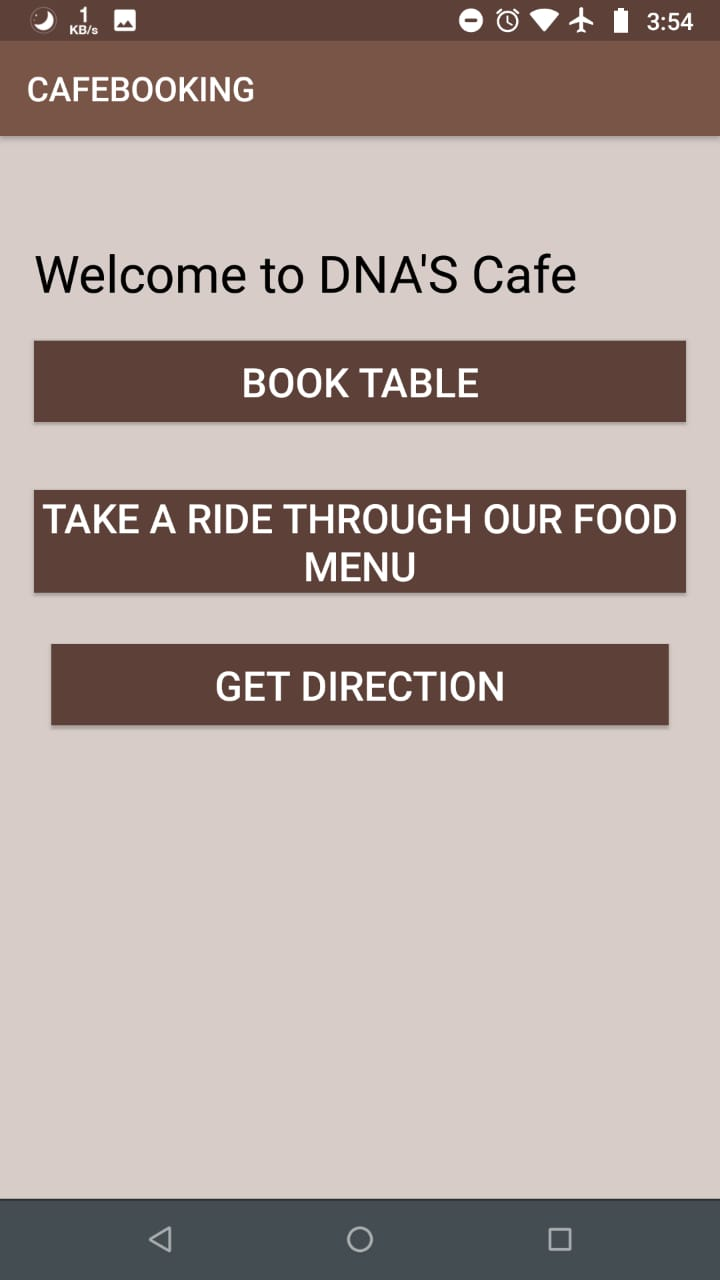 1
KB/s
3:54
CAFEBOOKING
Welcome to DNA'S Cafe
BOOK TABLE
TAKE A RIDE THROUGH OUR FOOD
MENU
GET DIRECTION